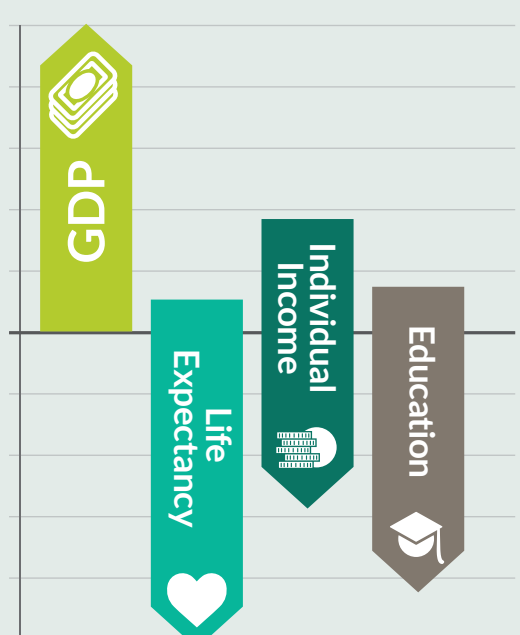 GDP
Life
Expectancy
Individual
Income
Education